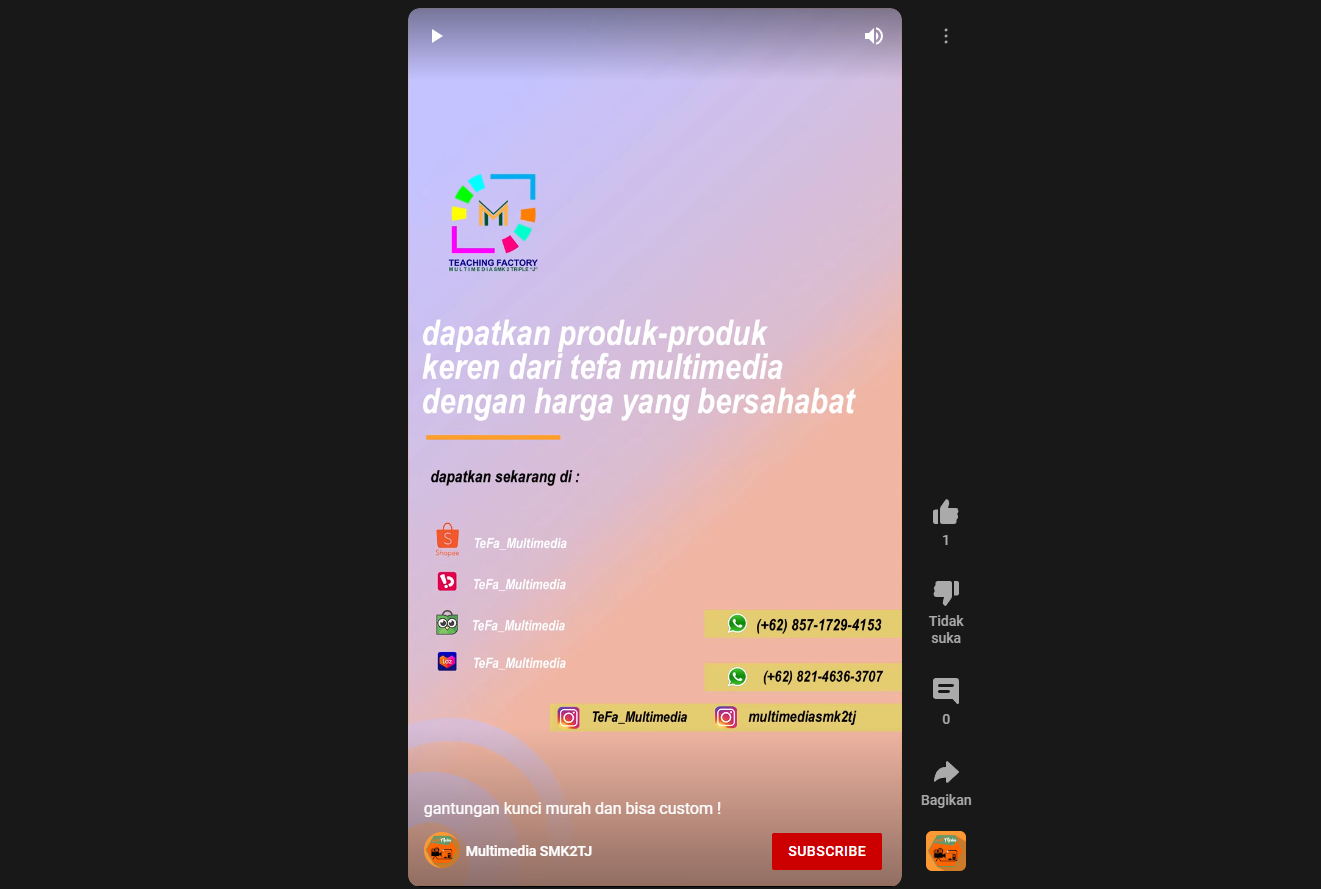 TEACHING FACTORY
MULTIMEDIA SMK 2 TRIPLE "J"
dapatkan produk-produk
keren dari tefa multimedia
dengan harga yang bersahabat
dapatkan sekarang di :
Shopee
TeFa_Multimedia
TeFa_Multimedia
TeFa_Multimedia
Laz
TeFa_Multimedia
(+62) 857-1729-4153
(+62) 821-4636-3707
TeFa_Multimedia
multimediasmk2tj
gantungan kunci murah dan bisa custom !
Multimedia SMK2TJ
SUBSCRIBE
1
Tidak
suka
0
Bagikan